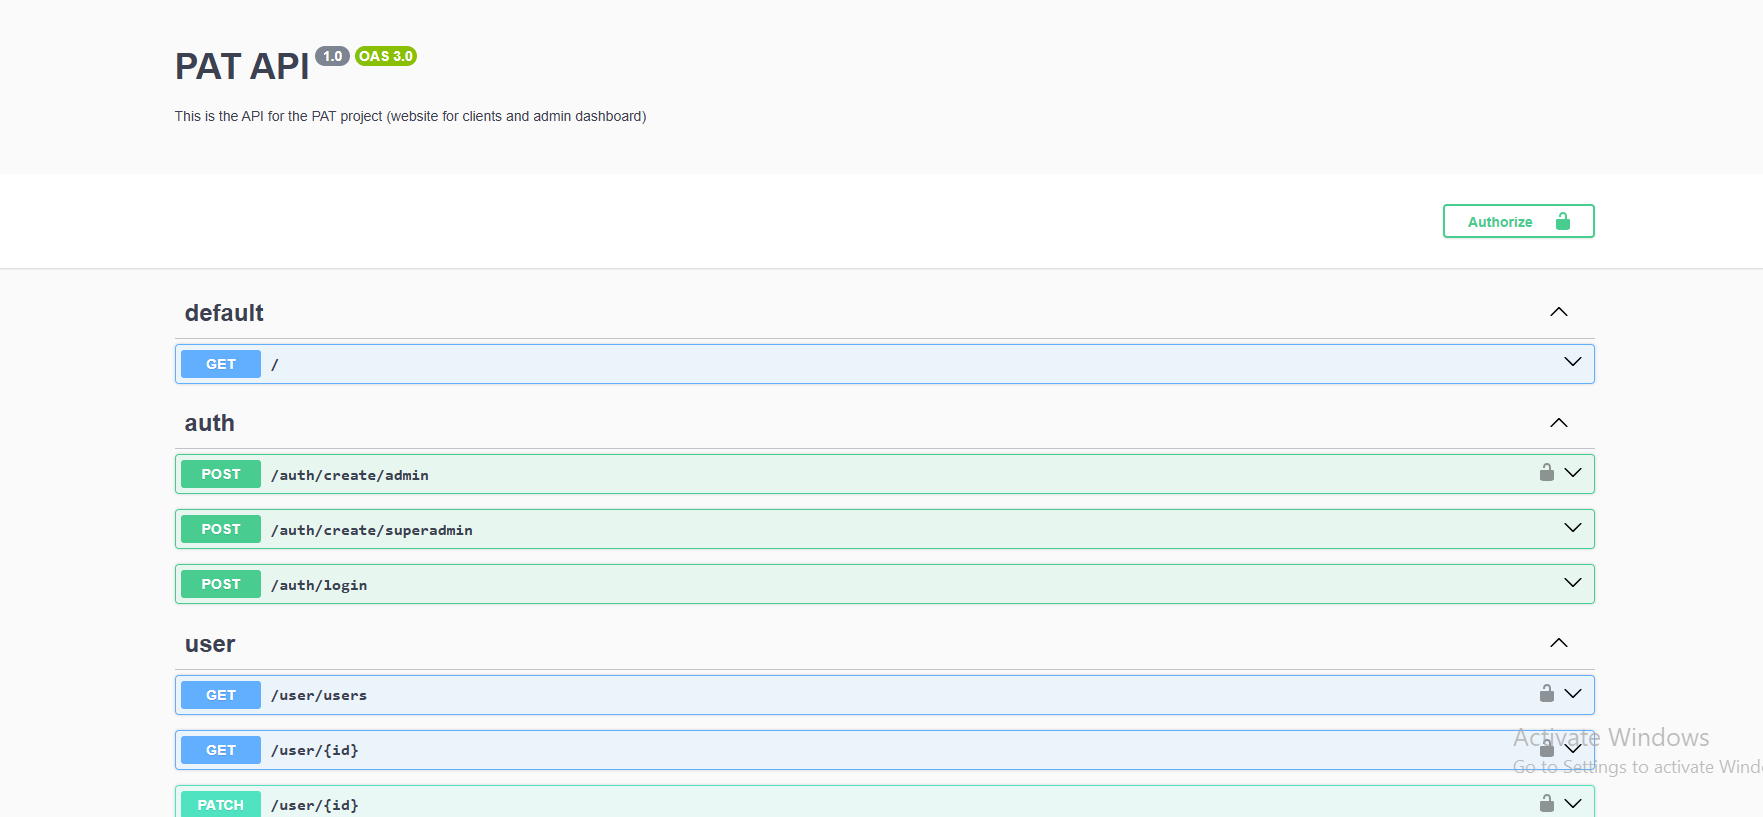 PAT API 1.0 OAS 3.0
This is the API for the PAT project (website for clients and admin dashboard)
Authorize
default
GET /
auth
POST /auth/create/admin
POST /auth/create/superadmin
POST /auth/login
user
GET /user/users
GET /user/{id}
PATCH /user/{id}
Activate Windows
Go to Settings to activate Wind